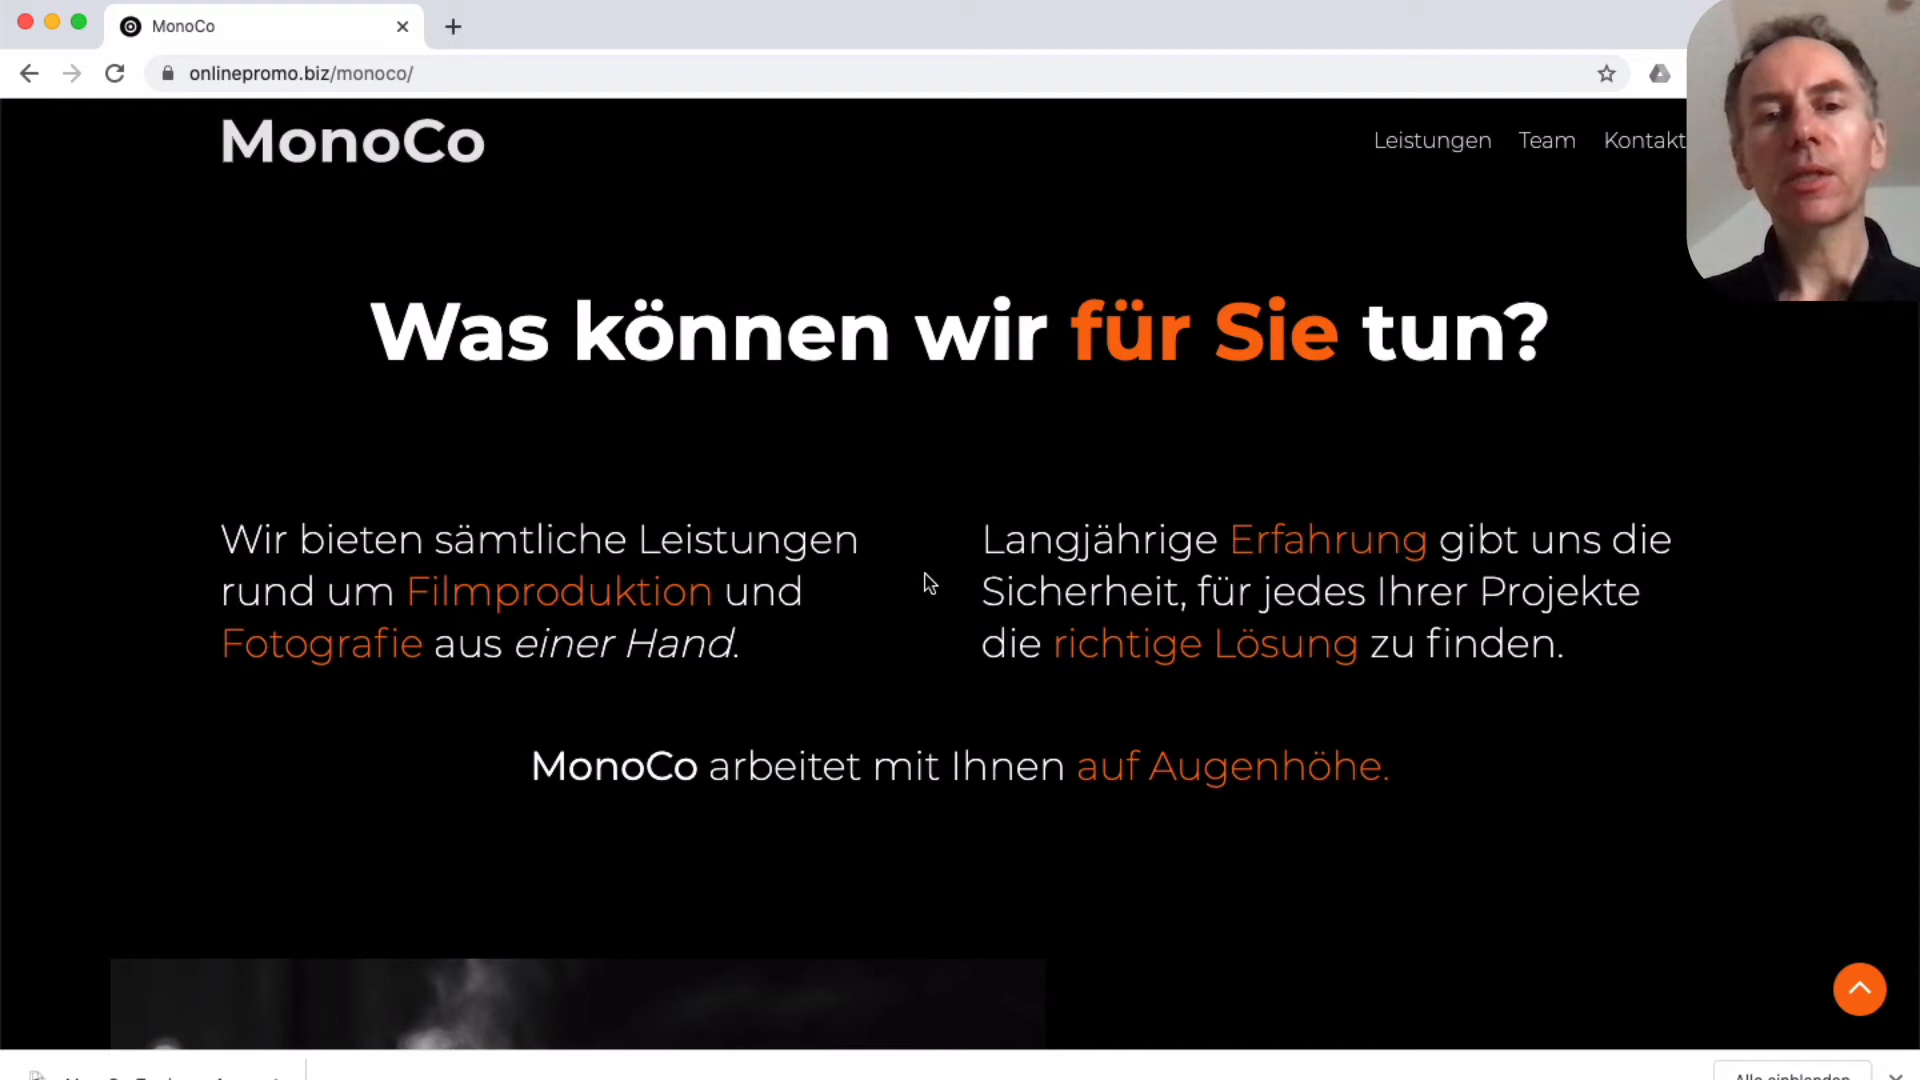 MonoCo
onlinepromo.biz/monoco/
MonoCo
Leistungen Team Kontakt
Was können wir für Sie tun?
Wir bieten sämtliche Leistungen
rund um Filmproduktion und
Fotografie aus einer Hand.
Langjährige Erfahrung gibt uns die
Sicherheit, für jedes Ihrer Projekte
die richtige Lösung zu finden.
MonoCo arbeitet mit Ihnen auf Augenhöhe.
Alle einblenden